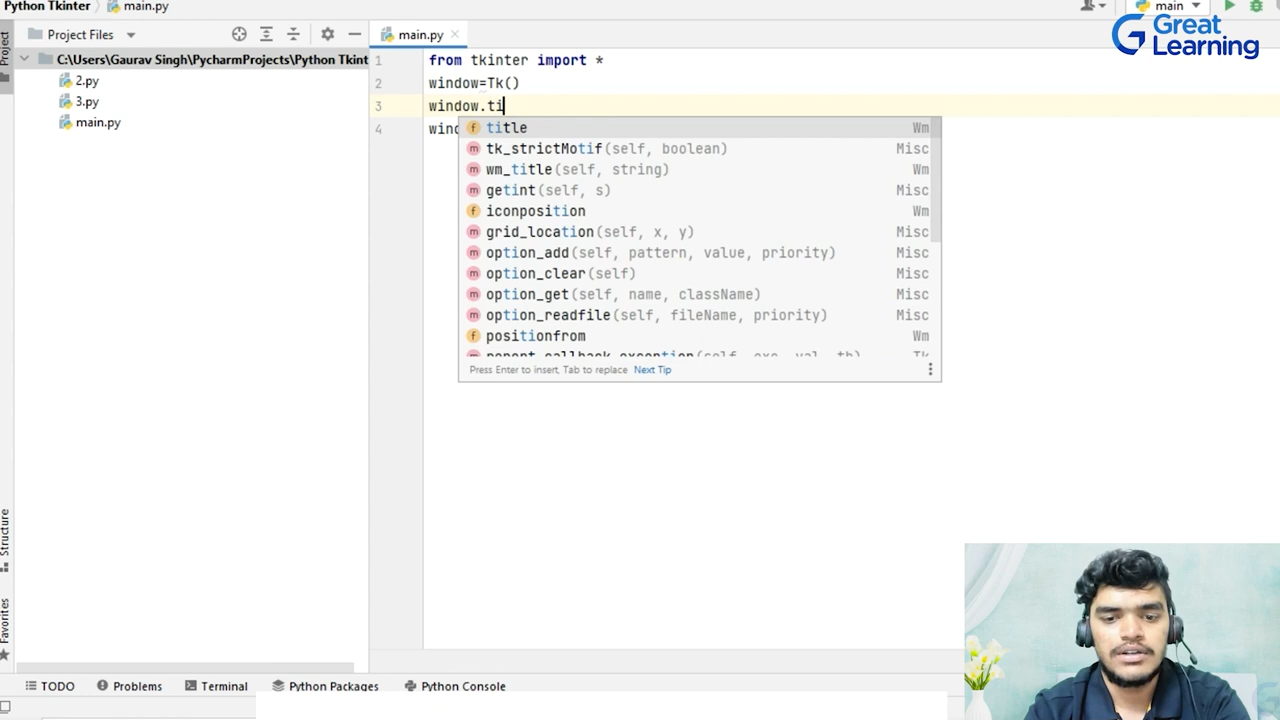 Python Tkinter
main.py
main
Great Learning
Project
Project Files
main.py
C:\Users\Gaurav Singh\PycharmProjects\Python Tkint
2.py
3.py
main.py
1 from tkinter import *
2 window=Tk()
3 window.ti
4 wind
title Wm
tk_strictMotif(self, boolean) Misc
wm_title(self, string) Wm
getint(self, s) Misc
iconposition Wm
grid_location(self, x, y) Misc
option_add(self, pattern, value, priority) Misc
option_clear(self) Misc
option_get(self, name, className) Misc
option_readfile(self, fileName, priority) Misc
positionfrom Wm
Press Enter to insert, Tab to replace Next Tip
Structure
Favorites
TODO Problems Terminal Python Packages Python Console